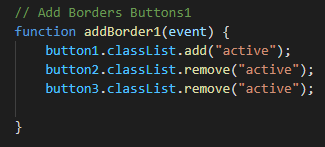 // Add Borders Buttons1
function addBorder1(event) {
    button1.classList.add("active");
    button2.classList.remove("active");
    button3.classList.remove("active");
}